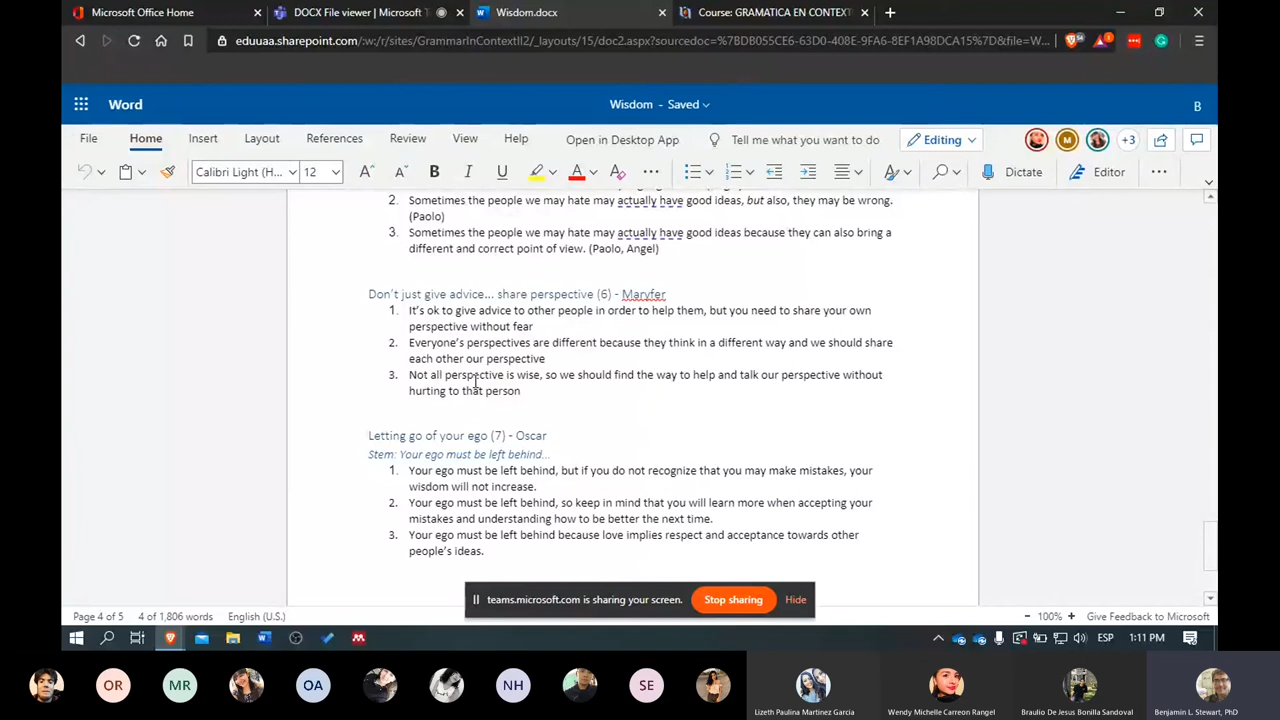 Microsoft Office Home
DOCX File viewer | Microsoft T
Wisdom.docx
Course: GRAMATICA EN CONTEXT
eduuaa.sharepoint.com/:w:/r/sites/GrammarInContextII2/_layouts/15/doc2.aspx?sourcedoc=%7BDB055CE6-63D0-408E-9FA6-8EF1A98DCA15%7D&file=W...
54
1
Word
Wisdom - Saved
B
File
Home
Insert
Layout
References
Review
View
Help
Open in Desktop App
Tell me what you want to do
Editing
M
+3
Calibri Light (H...
12
Dictate
Editor
2. Sometimes the people we may hate may actually have good ideas, but also, they may be wrong.
(Paolo)
3. Sometimes the people we may hate may actually have good ideas because they can also bring a
different and correct point of view. (Paolo, Angel)
Don't just give advice... share perspective (6) - Maryfer
1. It's ok to give advice to other people in order to help them, but you need to share your own
perspective without fear
2. Everyone's perspectives are different because they think in a different way and we should share
each other our perspective
3. Not all perspective is wise, so we should find the way to help and talk our perspective without
hurting to that person
Letting go of your ego (7) - Oscar
Stem: Your ego must be left behind...
1. Your ego must be left behind, but if you do not recognize that you may make mistakes, your
wisdom will not increase.
2. Your ego must be left behind, so keep in mind that you will learn more when accepting your
mistakes and understanding how to be better the next time.
3. Your ego must be left behind because love implies respect and acceptance towards other
people's ideas.
teams.microsoft.com is sharing your screen.
Stop sharing
Hide
Page 4 of 5
4 of 1,806 words
English (U.S.)
100%
Give Feedback to Microsoft
ESP
1:11 PM
OR
MR
OA
NH
SE
Lizeth Paulina Martinez Garcia
Wendy Michelle Carreon Rangel
Braulio De Jesus Bonilla Sandoval
Benjamin L. Stewart, PhD